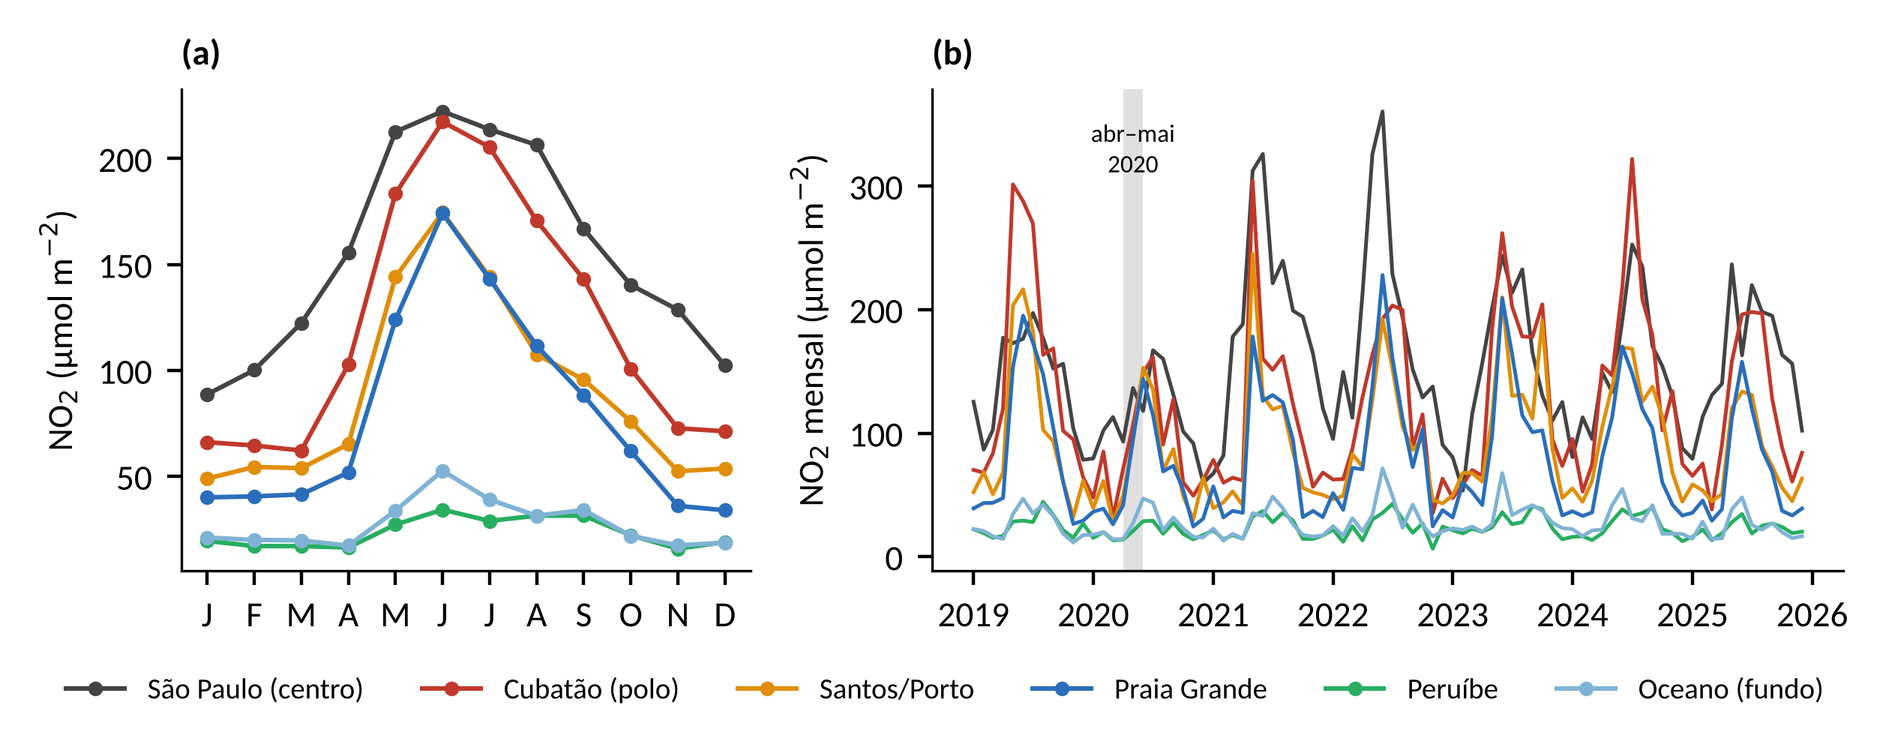 (a)
NO₂ (µmol m⁻²)
200
150
100
50
J F M A M J J A S O N D
(b)
NO₂ mensal (µmol m⁻²)
300
200
100
0
abr–mai
2020
2019 2020 2021 2022 2023 2024 2025 2026
São Paulo (centro) Cubatão (polo) Santos/Porto Praia Grande Peruíbe Oceano (fundo)